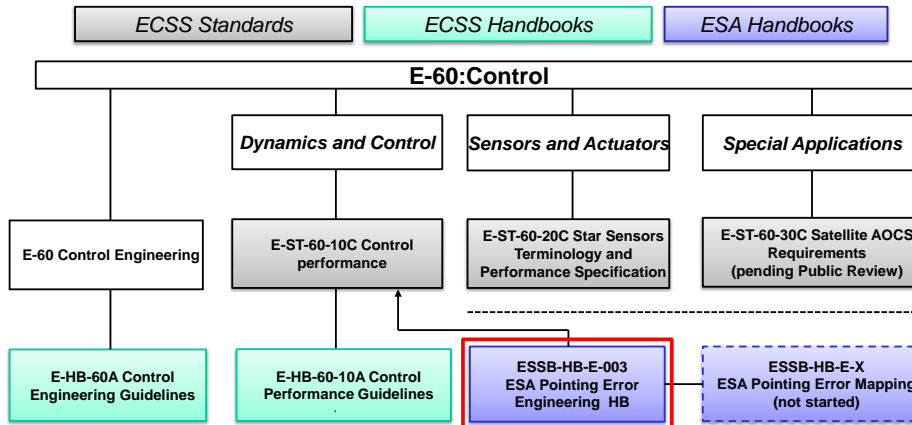 ECSS Standards
ECSS Handbooks
ESA Handbooks
E-60:Control
Dynamics and Control
Sensors and Actuators
Special Applications
E-60 Control Engineering
E-ST-60-10C Control
performance
E-ST-60-20C Star Sensors
Terminology and
Performance Specification
E-ST-60-30C Satellite AOCS
Requirements
(pending Public Review)
E-HB-60A Control
Engineering Guidelines
E-HB-60-10A Control
Performance Guidelines
.
ESSB-HB-E-003
ESA Pointing Error
Engineering HB
ESSB-HB-E-X
ESA Pointing Error Mapping
(not started)